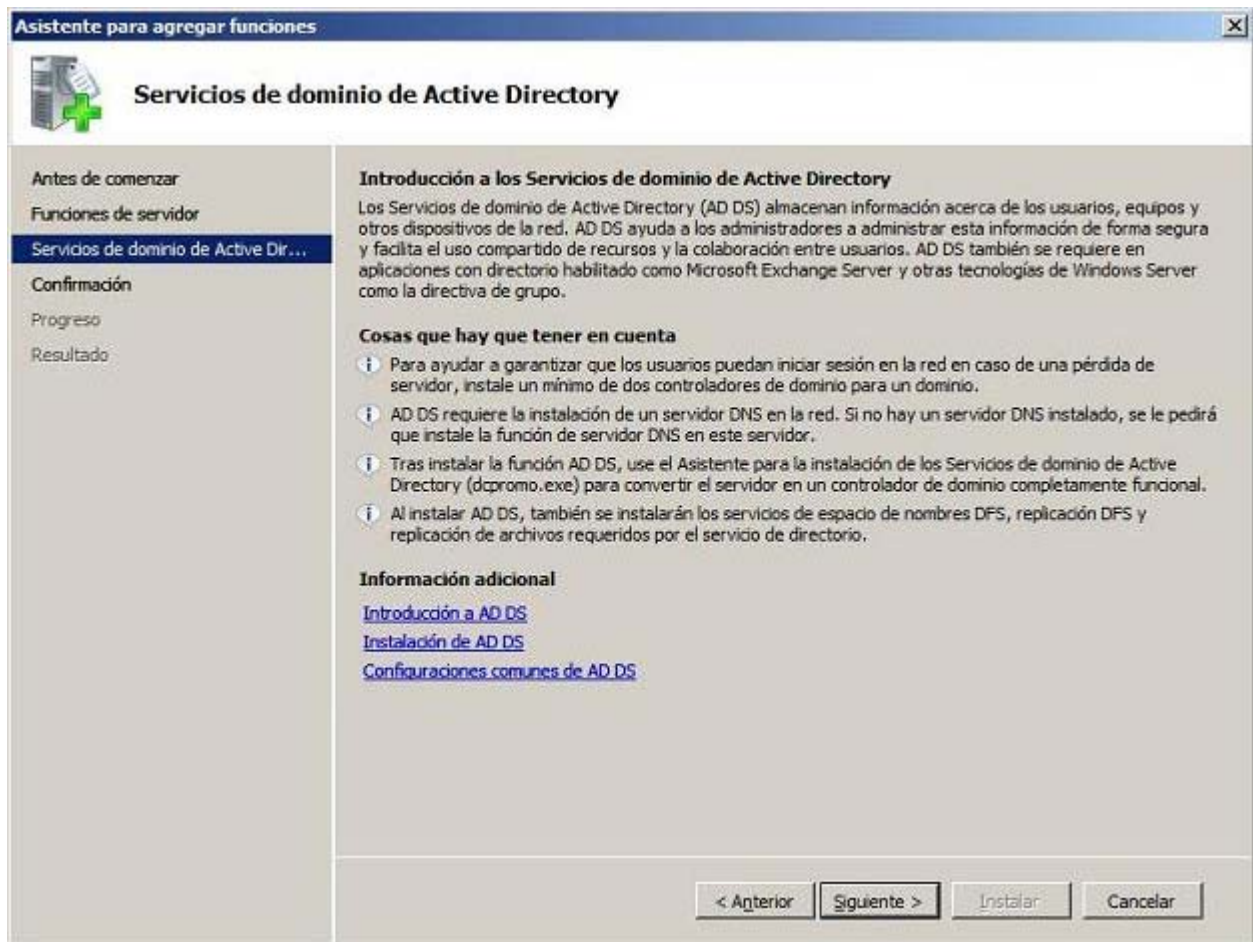 Asistente para agregar funciones
Servicios de dominio de Active Directory
Antes de comenzar
Funciones de servidor
Servicios de dominio de Active Dir...
Confirmación
Progreso
Resultado
Introducción a los Servicios de dominio de Active Directory
Los Servicios de dominio de Active Directory (AD DS) almacenan información acerca de los usuarios, equipos y
otros dispositivos de la red. AD DS ayuda a los administradores a administrar esta información de forma segura
y facilita el uso compartido de recursos y la colaboración entre usuarios. AD DS también se requiere en
aplicaciones con directorio habilitado como Microsoft Exchange Server y otras tecnologías de Windows Server
como la directiva de grupo.
Cosas que hay que tener en cuenta
Para ayudar a garantizar que los usuarios puedan iniciar sesión en la red en caso de una pérdida de
servidor, instale un mínimo de dos controladores de dominio para un dominio.
AD DS requiere la instalación de un servidor DNS en la red. Si no hay un servidor DNS instalado, se le pedirá
que instale la función de servidor DNS en este servidor.
Tras instalar la función AD DS, use el Asistente para la instalación de los Servicios de dominio de Active
Directory (dcpromo.exe) para convertir el servidor en un controlador de dominio completamente funcional.
Al instalar AD DS, también se instalarán los servicios de espacio de nombres DFS, replicación DFS y
replicación de archivos requeridos por el servicio de directorio.
Información adicional
Introducción a AD DS
Instalación de AD DS
Configuraciones comunes de AD DS
< Anterior
Siguiente >
Instalar
Cancelar